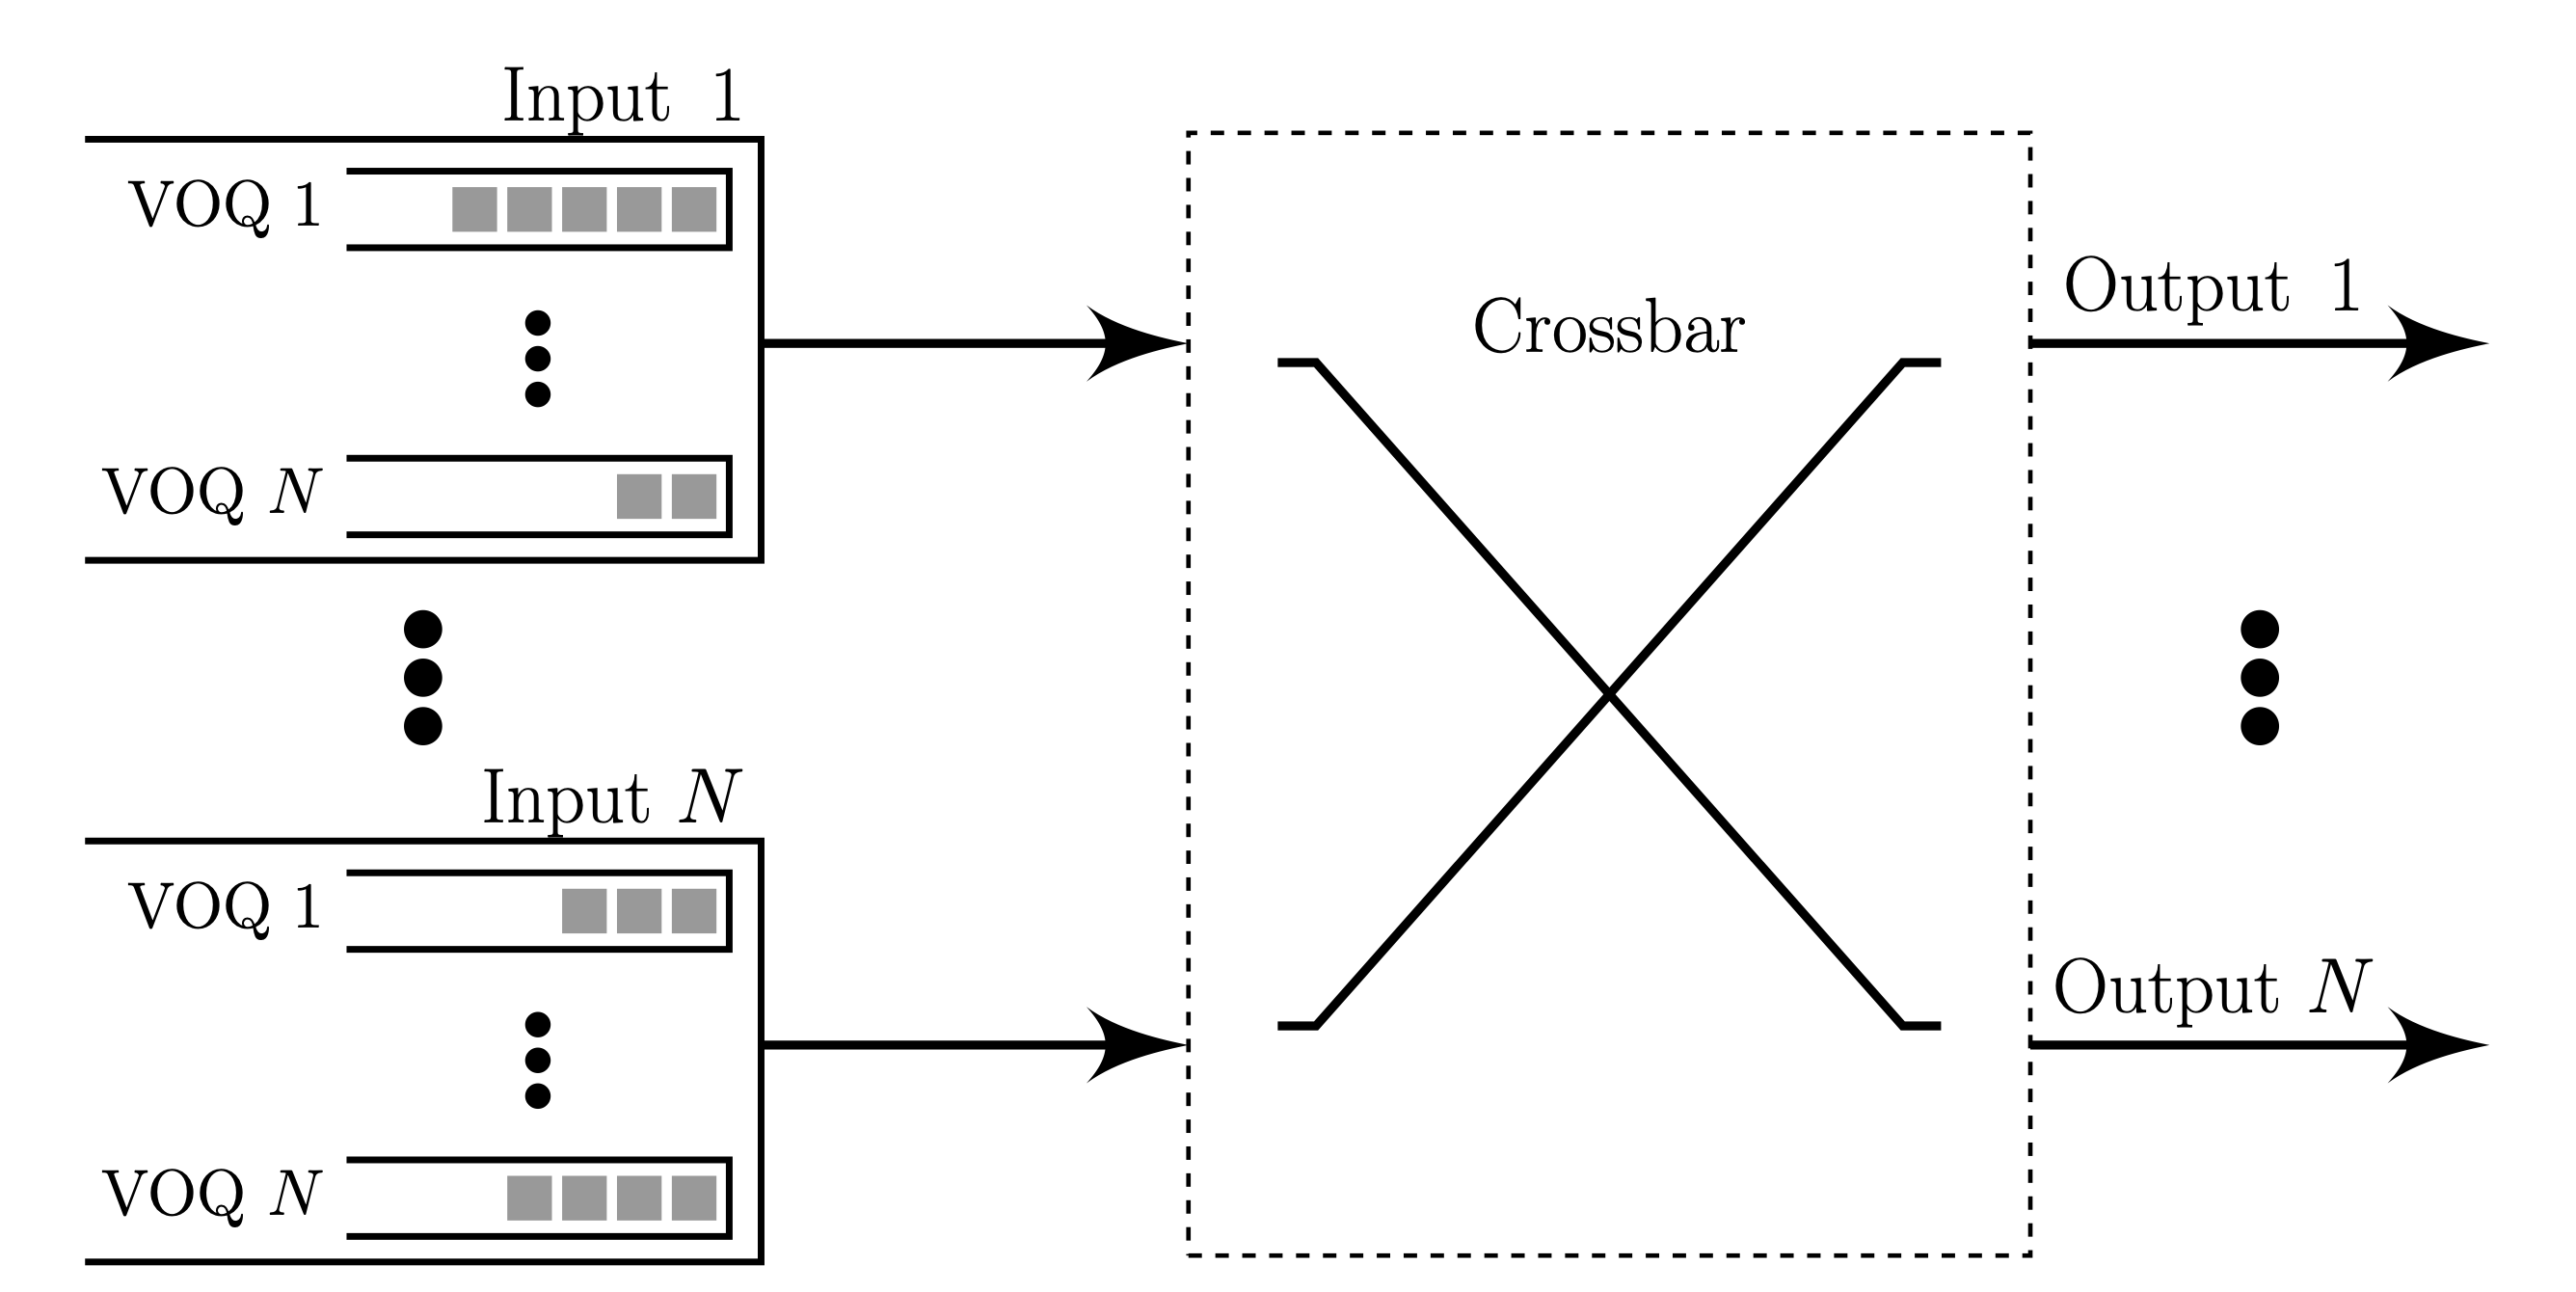 Input 1
VOQ 1
VOQ N
Input N
VOQ 1
VOQ N
Crossbar
Output 1
Output N